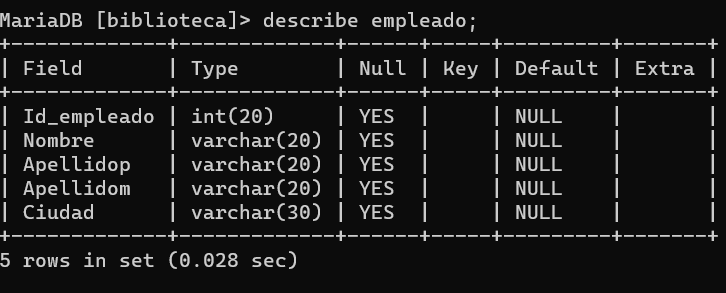 MariaDB [biblioteca]> describe empleado;
+-------------+-------------+------+-----+---------+-------+
| Field       | Type        | Null | Key | Default | Extra |
+-------------+-------------+------+-----+---------+-------+
| Id_empleado | int(20)     | YES  |     | NULL    |       |
| Nombre      | varchar(20) | YES  |     | NULL    |       |
| Apellidop   | varchar(20) | YES  |     | NULL    |       |
| Apellidom   | varchar(20) | YES  |     | NULL    |       |
| Ciudad      | varchar(30) | YES  |     | NULL    |       |
+-------------+-------------+------+-----+---------+-------+
5 rows in set (0.028 sec)